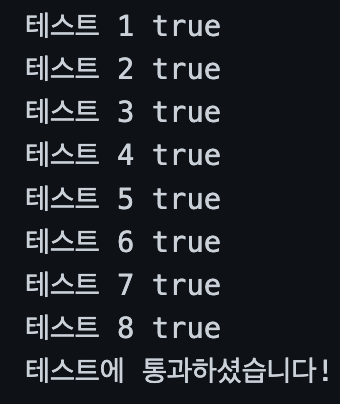 테스트 1 true
테스트 2 true
테스트 3 true
테스트 4 true
테스트 5 true
테스트 6 true
테스트 7 true
테스트 8 true
테스트에 통과하셨습니다!